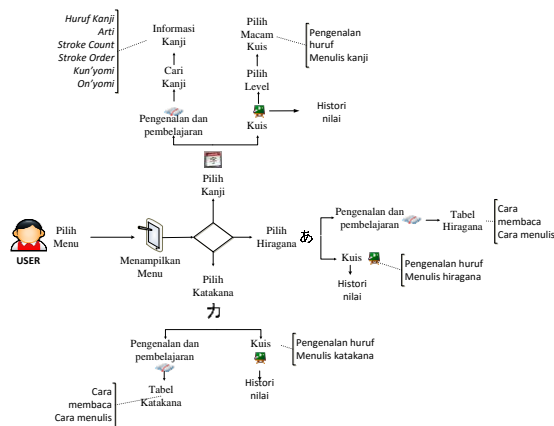 Huruf Kanji
Arti
Stroke Count
Stroke Order
Kun'yomi
On'yomi
Informasi
Kanji
Cari
Kanji
Pengenalan dan
pembelajaran
Pilih
Macam
Kuis
Pengenalan
huruf
Menulis kanji
Pilih
Level
Kuis
Histori
nilai
字
Pilih
Kanji
USER
Pilih
Menu
Menampilkan
Menu
Pilih
Hiragana
あ
Pengenalan dan
pembelajaran
Tabel
Hiragana
Cara
membaca
Cara menulis
Kuis
Pengenalan huruf
Menulis hiragana
Histori
nilai
Pilih
Katakana
カ
Pengenalan dan
pembelajaran
Tabel
Katakana
Cara
membaca
Cara menulis
Kuis
Pengenalan huruf
Menulis katakana
Histori
nilai